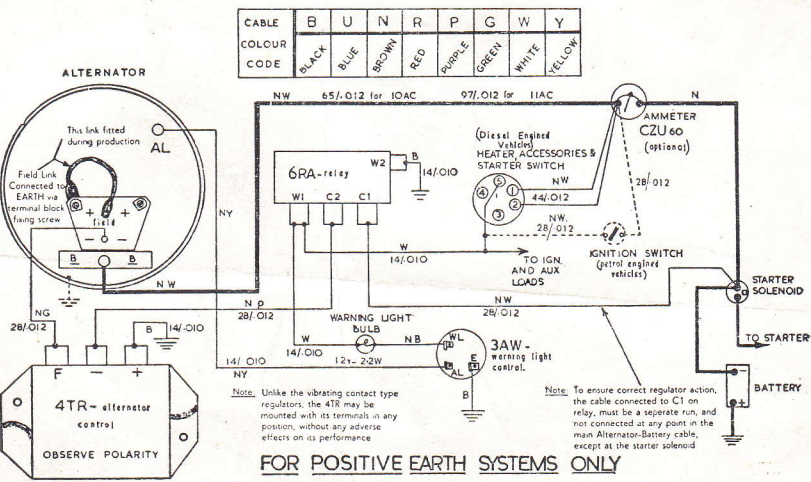 CABLE COLOUR CODE
B U N R P G W Y
BLACK BLUE BROWN RED PURPLE GREEN WHITE YELLOW
ALTERNATOR
This link fitted
during production
AL
Field Link
Connected to
EARTH via
terminal block
fixing screw
+ +
field
-
B B
NW 65/·012 for 10AC 97/·012 for 11AC
N
AMMETER
CZU 60
(optional)
(Diesel Engined
Vehicles)
HEATER, ACCESSORIES &
STARTER SWITCH
5
4 1
2
3
NW
44/·012
28/·012
NW.
28/·012
IGNITION SWITCH
(petrol engined
vehicles)
6RA-relay
W2
B
14/·010
W1 C2 C1
W
14/·010
TO IGN.
AND AUX
LOADS
NY
NW
STARTER
SOLENOID
NG
28/·012
N P
28/·012
NW
28/·012
B 14/·010
WARNING LIGHT
BULB
W
14/·010
NB
12v- 2·2W
WL
AL
E
B
3AW-
warning light
control.
14/ 010
NY
TO STARTER
-
+
BATTERY
F - +
4TR- alternator
control
OBSERVE POLARITY
Note: Unlike the vibrating contact type
regulators, the 4TR may be
mounted with its terminals in any
position, without any adverse
effects on its performance
Note: To ensure correct regulator action,
the cable connected to C1 on
relay, must be a seperate run, and
not connected at any point in the
main Alternator-Battery cable,
except at the starter solenoid
FOR POSITIVE EARTH SYSTEMS ONLY